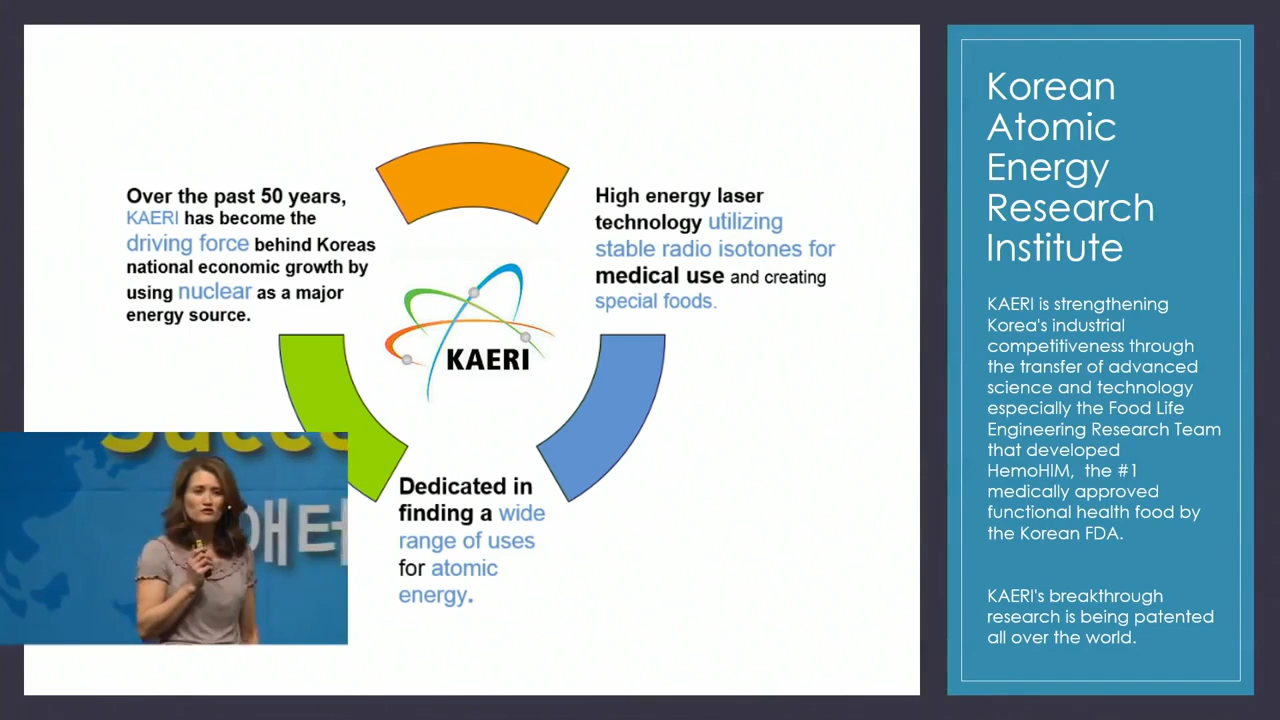 Over the past 50 years,
KAERI has become the
driving force behind Koreas
national economic growth by
using nuclear as a major
energy source.
High energy laser
technology utilizing
stable radio isotones for
medical use and creating
special foods.
KAERI
Dedicated in
finding a wide
range of uses
for atomic
energy.
Succe
애터
Korean
Atomic
Energy
Research
Institute
KAERI is strengthening
Korea's industrial
competitiveness through
the transfer of advanced
science and technology
especially the Food Life
Engineering Research Team
that developed
HemoHIM, the #1
medically approved
functional health food by
the Korean FDA.
KAERI's breakthrough
research is being patented
all over the world.